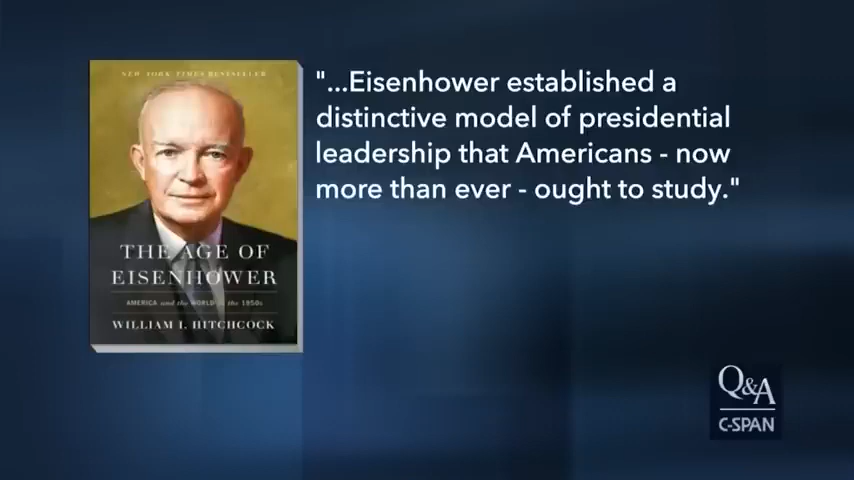 NEW YORK TIMES BESTSELLER
THE AGE OF
EISENHOWER
AMERICA and the WORLD in the 1950s
WILLIAM I. HITCHCOCK
"...Eisenhower established a
distinctive model of presidential
leadership that Americans - now
more than ever - ought to study."
Q&A
C-SPAN